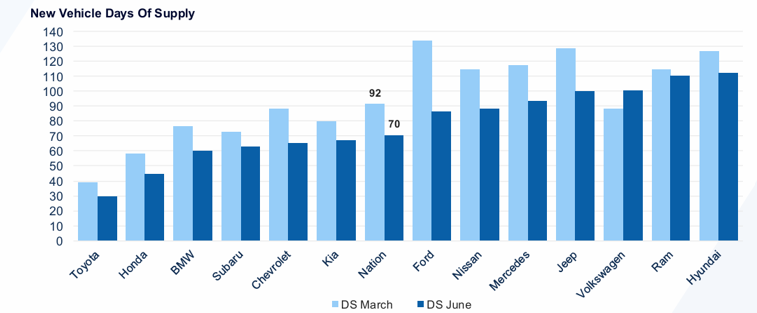 New Vehicle Days Of Supply
140
130
120
110
100
90
80
70
60
50
40
30
20
10
0
92
70
Toyota
Honda
BMW
Subaru
Chevrolet
Kia
Nation
Ford
Nissan
Mercedes
Jeep
Volkswagen
Ram
Hyundai
DS March
DS June